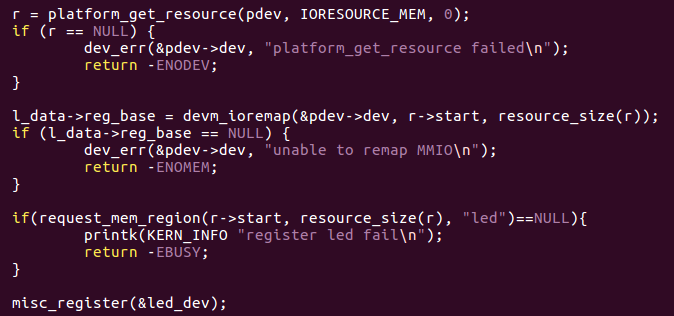 r = platform_get_resource(pdev, IORESOURCE_MEM, 0);
if (r == NULL) {
        dev_err(&pdev->dev, "platform_get_resource failed\n");
        return -ENODEV;
}

l_data->reg_base = devm_ioremap(&pdev->dev, r->start, resource_size(r));
if (l_data->reg_base == NULL) {
        dev_err(&pdev->dev, "unable to remap MMIO\n");
        return -ENOMEM;
}

if(request_mem_region(r->start, resource_size(r), "led")==NULL){
        printk(KERN_INFO "register led fail\n");
        return -EBUSY;
}

misc_register(&led_dev);